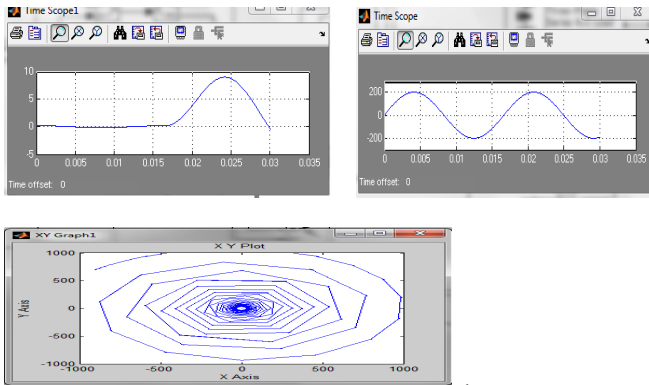 Time Scope1
10
5
0
-5
0 0.005 0.01 0.015 0.02 0.025 0.03 0.035
Time offset: 0
Time Scope
200
0
-200
0 0.005 0.01 0.015 0.02 0.025 0.03 0.035
Time offset: 0
XY Graph1
X Y Plot
1000
500
0
-500
-1000
Y Axis
-1000 -500 0 500 1000
X Axis